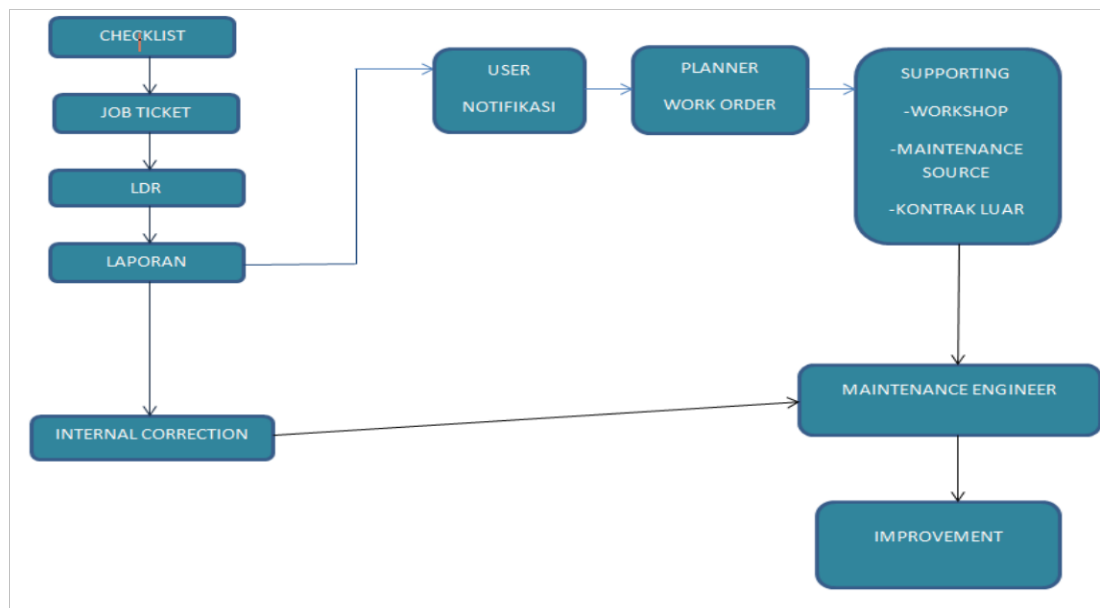 CHECKLIST
JOB TICKET
LDR
LAPORAN
INTERNAL CORRECTION
USER
NOTIFIKASI
PLANNER
WORK ORDER
SUPPORTING
-WORKSHOP
-MAINTENANCE
SOURCE
-KONTRAK LUAR
MAINTENANCE ENGINEER
IMPROVEMENT